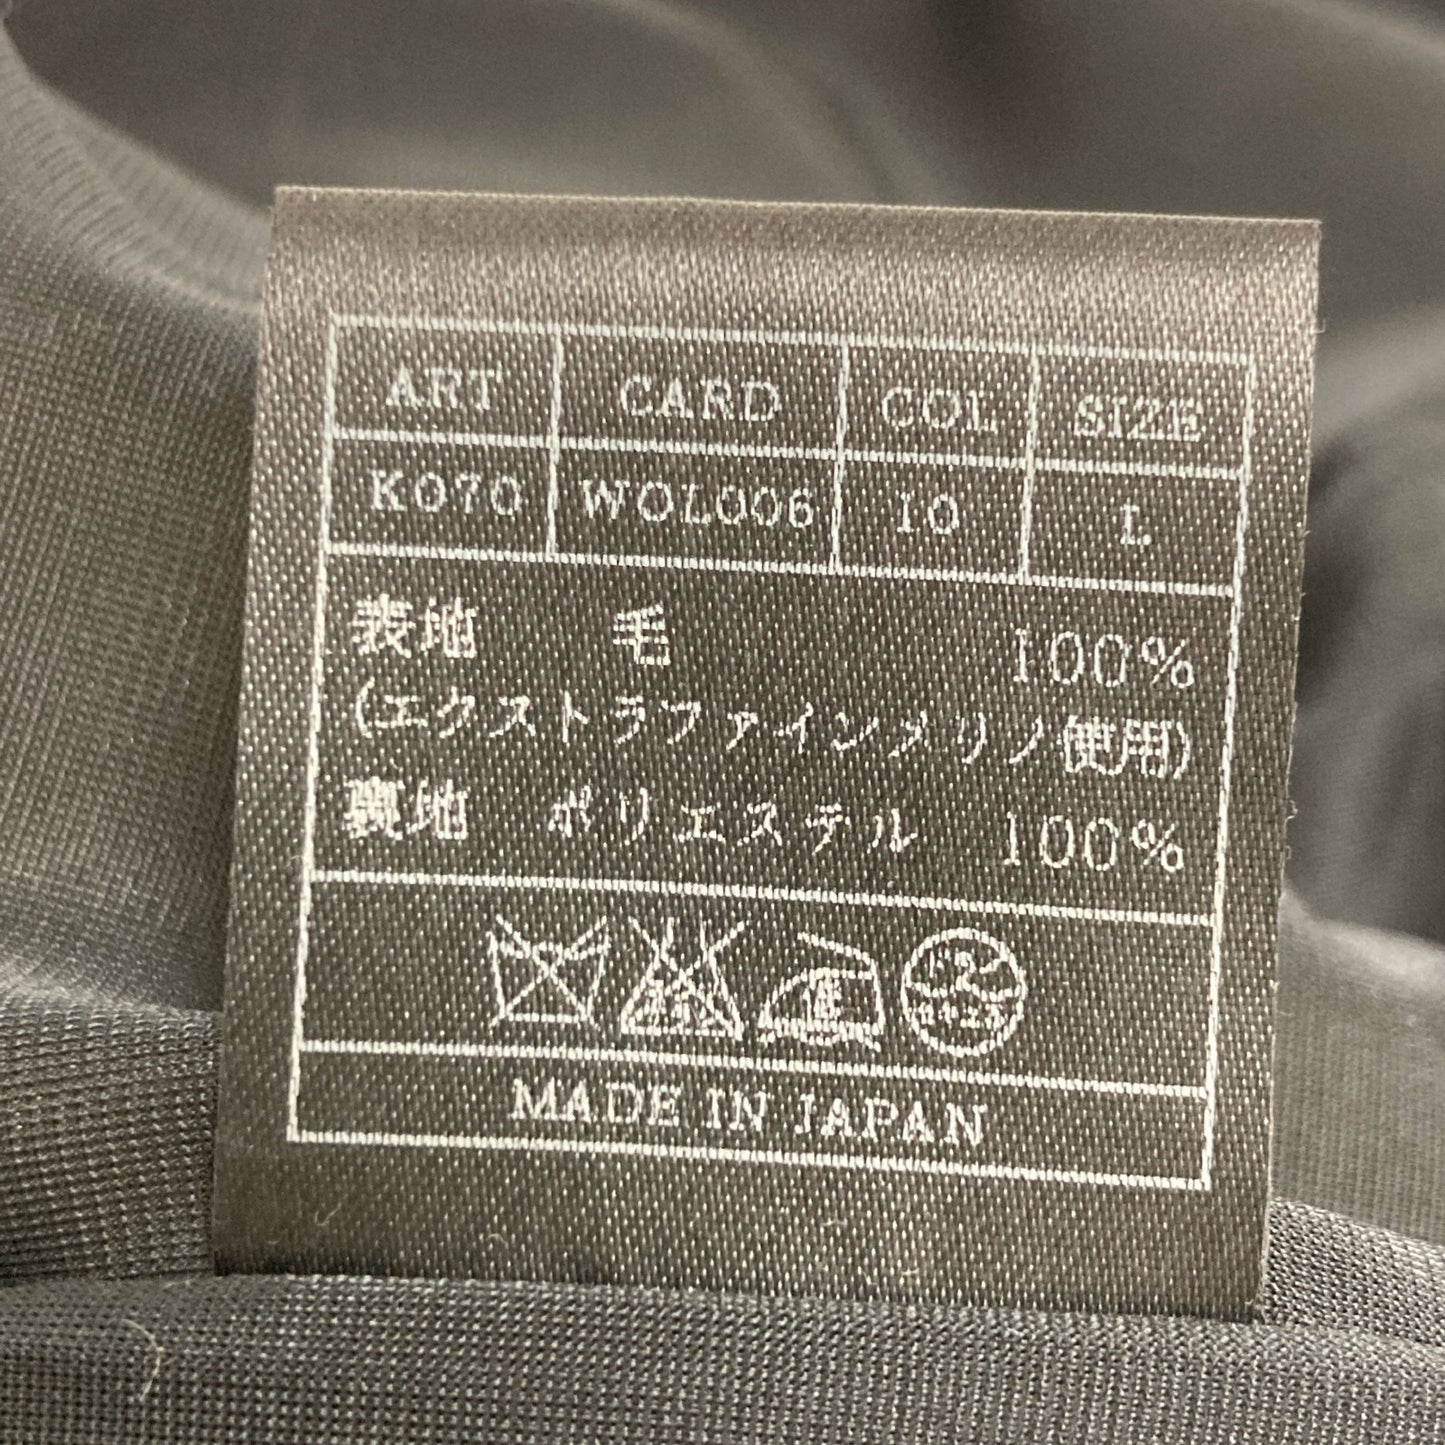 ART CARD COL SIZE
K070 WOL006 10 L
表地 毛 100%
(エクストラファインメリノ使用)
裏地 ポリエステル 100%
MADE IN JAPAN